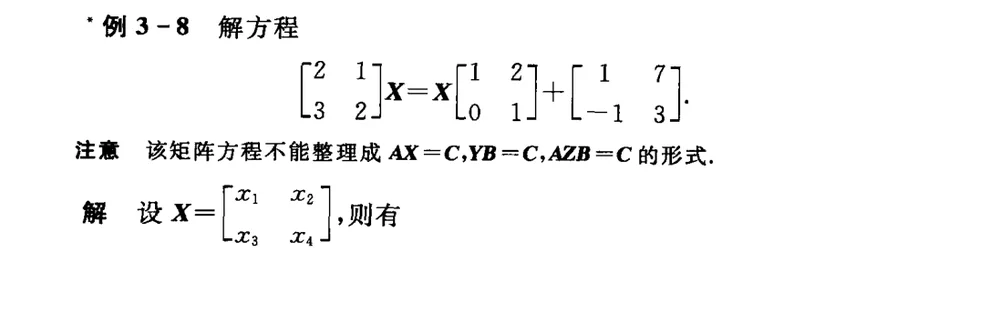 *例 3-8 解方程
[2 1
3 2]X=X[1 2
0 1]+[1 7
-1 3].
注意 该矩阵方程不能整理成 AX=C,YB=C,AZB=C 的形式.
解 设 X=[x₁ x₂
x₃ x₄],则有